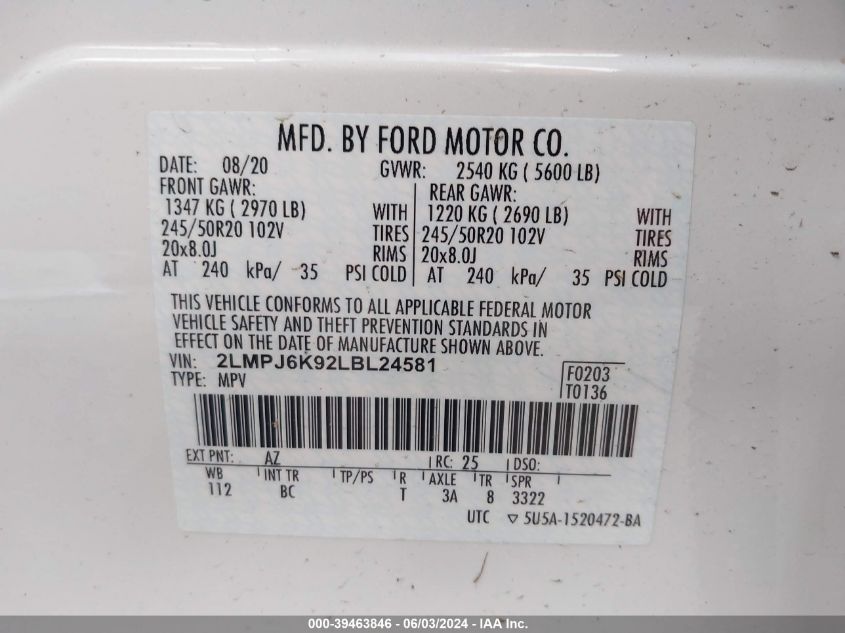 MFD. BY FORD MOTOR CO.
DATE: 08/20 GVWR: 2540 KG ( 5600 LB)
FRONT GAWR: REAR GAWR:
1347 KG ( 2970 LB) WITH 1220 KG ( 2690 LB) WITH
245/50R20 102V TIRES 245/50R20 102V TIRES
20x8.0J RIMS 20x8.0J RIMS
AT 240 kPa/ 35 PSI COLD AT 240 kPa/ 35 PSI COLD
THIS VEHICLE CONFORMS TO ALL APPLICABLE FEDERAL MOTOR
VEHICLE SAFETY AND THEFT PREVENTION STANDARDS IN
EFFECT ON THE DATE OF MANUFACTURE SHOWN ABOVE.
VIN: 2LMPJ6K92LBL24581
TYPE: MPV
F0203
T0136
EXT PNT: AZ RC: 25 DSO:
WB INT TR TP/PS R AXLE TR SPR
112 BC T 3A 8 3322
UTC ▽ 5U5A-1520472-BA
000-39463846 - 06/03/2024 - IAA Inc.